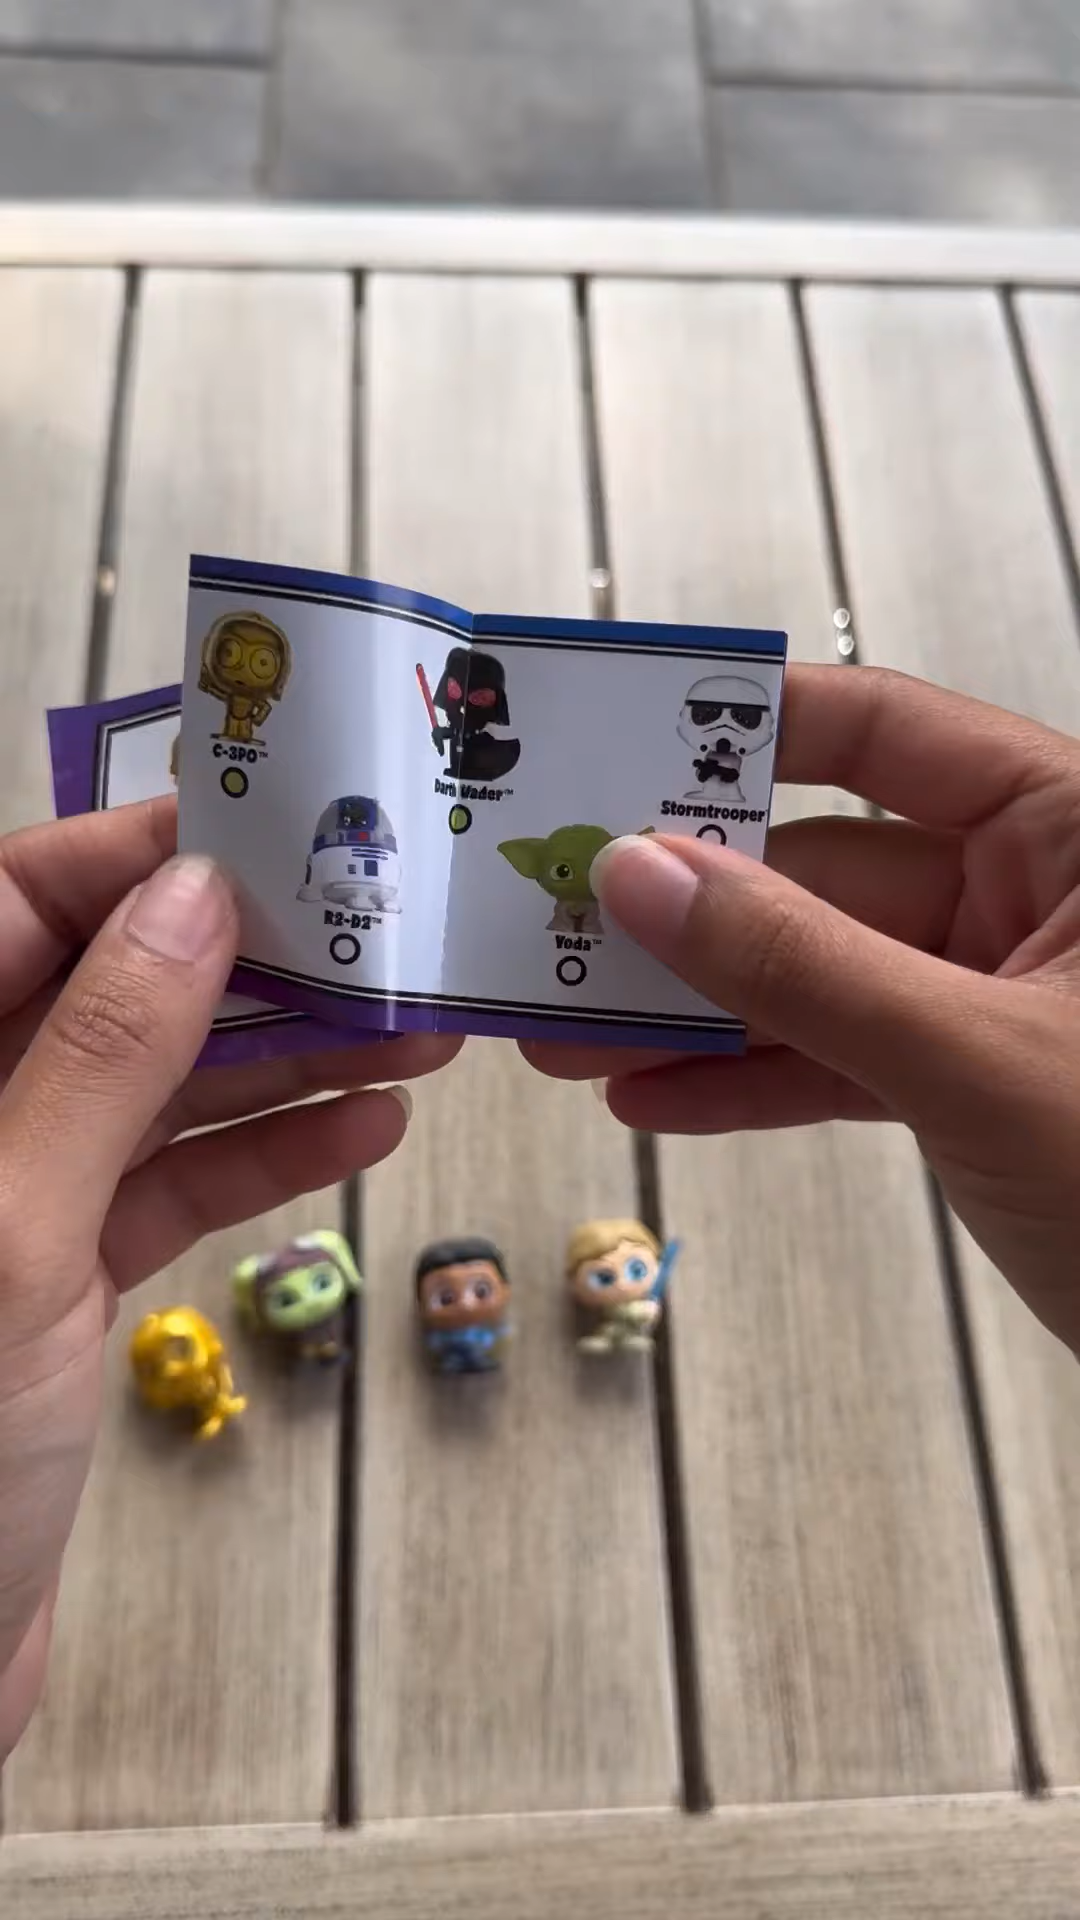 C-3PO™
Darth Vader™
Stormtrooper
R2-D2™
Yoda™